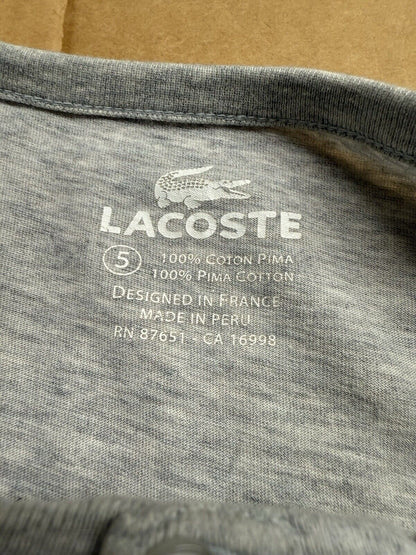 LACOSTE
5 100% COTON PIMA
100% PIMA COTTON
DESIGNED IN FRANCE
MADE IN PERU
RN 87651 - CA 16998